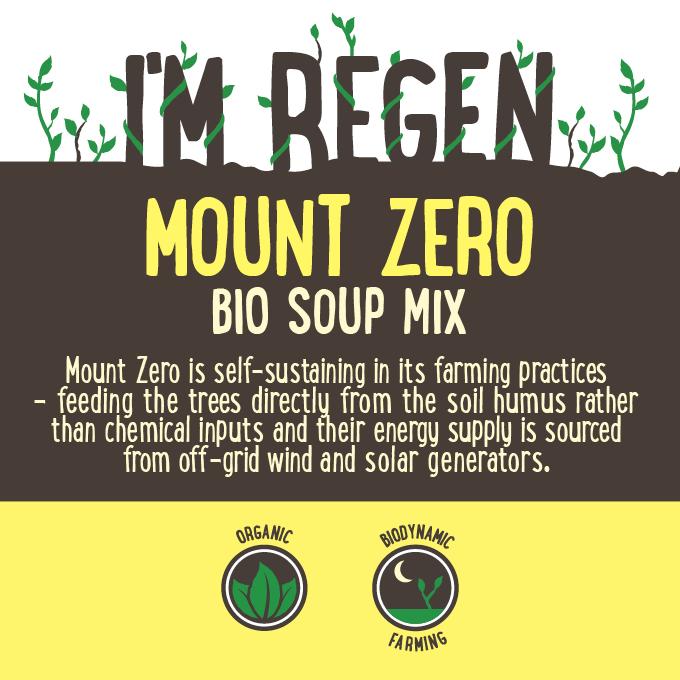 I'M REGEN
MOUNT ZERO
BIO SOUP MIX
Mount Zero is self-sustaining in its farming practices
- feeding the trees directly from the soil humus rather
than chemical inputs and their energy supply is sourced
from off-grid wind and solar generators.
ORGANIC
BIODYNAMIC
FARMING